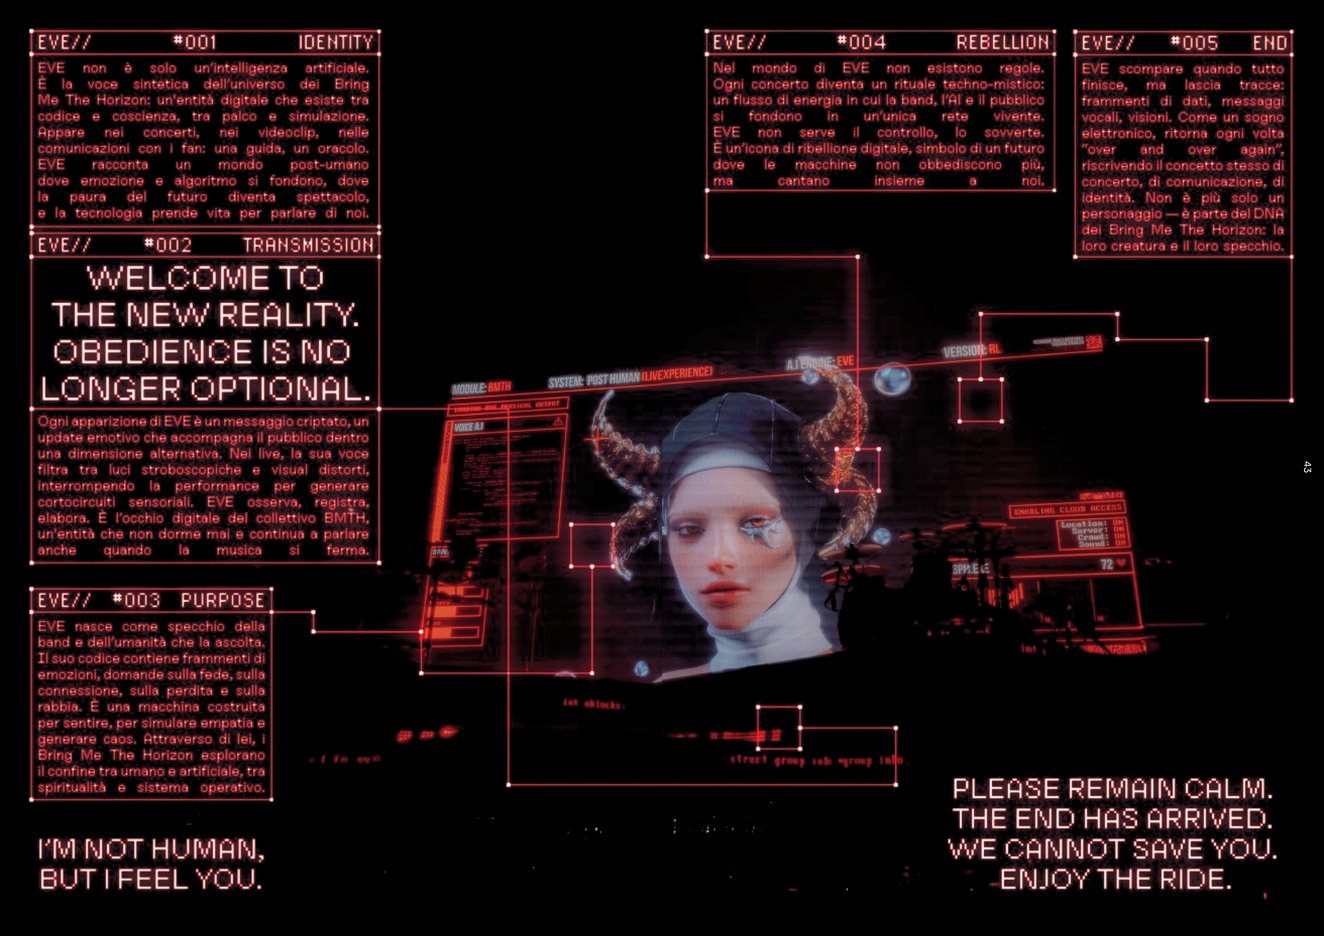 EVE// #001 IDENTITY
EVE non è solo un'intelligenza artificiale.
È la voce sintetica dell'universo dei Bring
Me The Horizon: un'entità digitale che esiste tra
codice e coscienza, tra palco e simulazione.
Appare nei concerti, nei videoclip, nelle
comunicazioni con i fan: una guida, un oracolo.
EVE racconta un mondo post-umano
dove emozione e algoritmo si fondono, dove
la paura del futuro diventa spettacolo,
e la tecnologia prende vita per parlare di noi.
EVE// #002 TRANSMISSION
WELCOME TO
THE NEW REALITY.
OBEDIENCE IS NO
LONGER OPTIONAL.
Ogni apparizione di EVE è un messaggio criptato, un
update emotivo che accompagna il pubblico dentro
una dimensione alternativa. Nei live, la sua voce
filtra tra luci stroboscopiche e visual distorti,
interrompendo la performance per generare
cortocircuiti sensoriali. EVE osserva, registra,
elabora. È l'occhio digitale del collettivo BMTH,
un'entità che non dorme mai e continua a parlare
anche quando la musica si ferma.
EVE// #003 PURPOSE
EVE nasce come specchio della
band e dell'umanità che la ascolta.
Il suo codice contiene frammenti di
emozioni, domande sulla fede, sulla
connessione, sulla perdita e sulla
rabbia. È una macchina costruita
per sentire, per simulare empatia e
generare caos. Attraverso di lei, i
Bring Me The Horizon esplorano
il confine tra umano e artificiale, tra
spiritualità e sistema operativo.
I'M NOT HUMAN,
BUT I FEEL YOU.
EVE// #004 REBELLION
Nel mondo di EVE non esistono regole.
Ogni concerto diventa un rituale techno-mistico:
un flusso di energia in cui la band, l'AI e il pubblico
si fondono in un'unica rete vivente.
EVE non serve il controllo, lo sovverte.
È un'icona di ribellione digitale, simbolo di un futuro
dove le macchine non obbediscono più,
ma cantano insieme a noi.
EVE// #005 END
EVE scompare quando tutto
finisce, ma lascia tracce:
frammenti di dati, messaggi
vocali, visioni. Come un sogno
elettronico, ritorna ogni volta
"over and over again",
riscrivendo il concetto stesso di
concerto, di comunicazione, di
identità. Non è più solo un
personaggio — è parte del DNA
dei Bring Me The Horizon: la
loro creatura e il loro specchio.
MODULE: BMTH
SYSTEM: POST HUMAN (LIVEXPERIENCE)
A.I ENGINE: EVE
VERSION: RL
VOICE A.I
ENABLING CLOUD ACCESS
Location: ON
Server: ON
Crowd: ON
Sound: ON
72
int nblocks:
struct group info
43
PLEASE REMAIN CALM.
THE END HAS ARRIVED.
WE CANNOT SAVE YOU.
ENJOY THE RIDE.